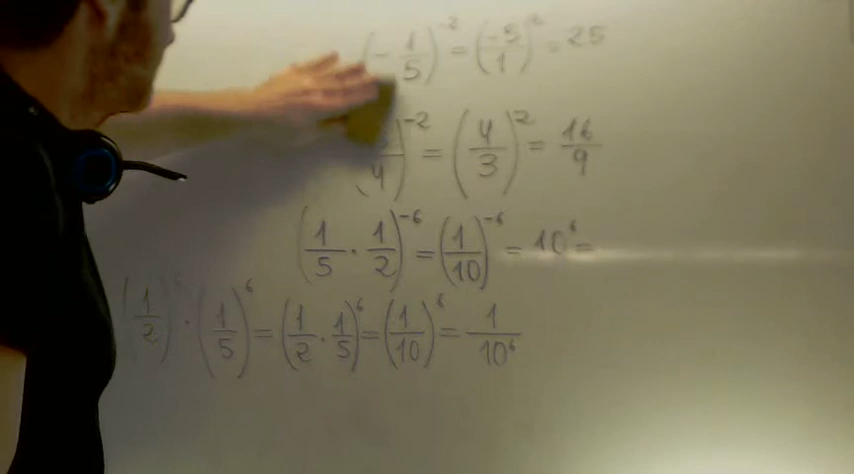 (- 1/5)^-2 = (-5/1)^2 = 25
/4)^-2 = (4/3)^2 = 16/9
(1/5 · 1/2)^-6 = (1/10)^-6 = 10^6 =
(1/2)^6 · (1/5)^6 = (1/2 · 1/5)^6 = (1/10)^6 = 1/10^6